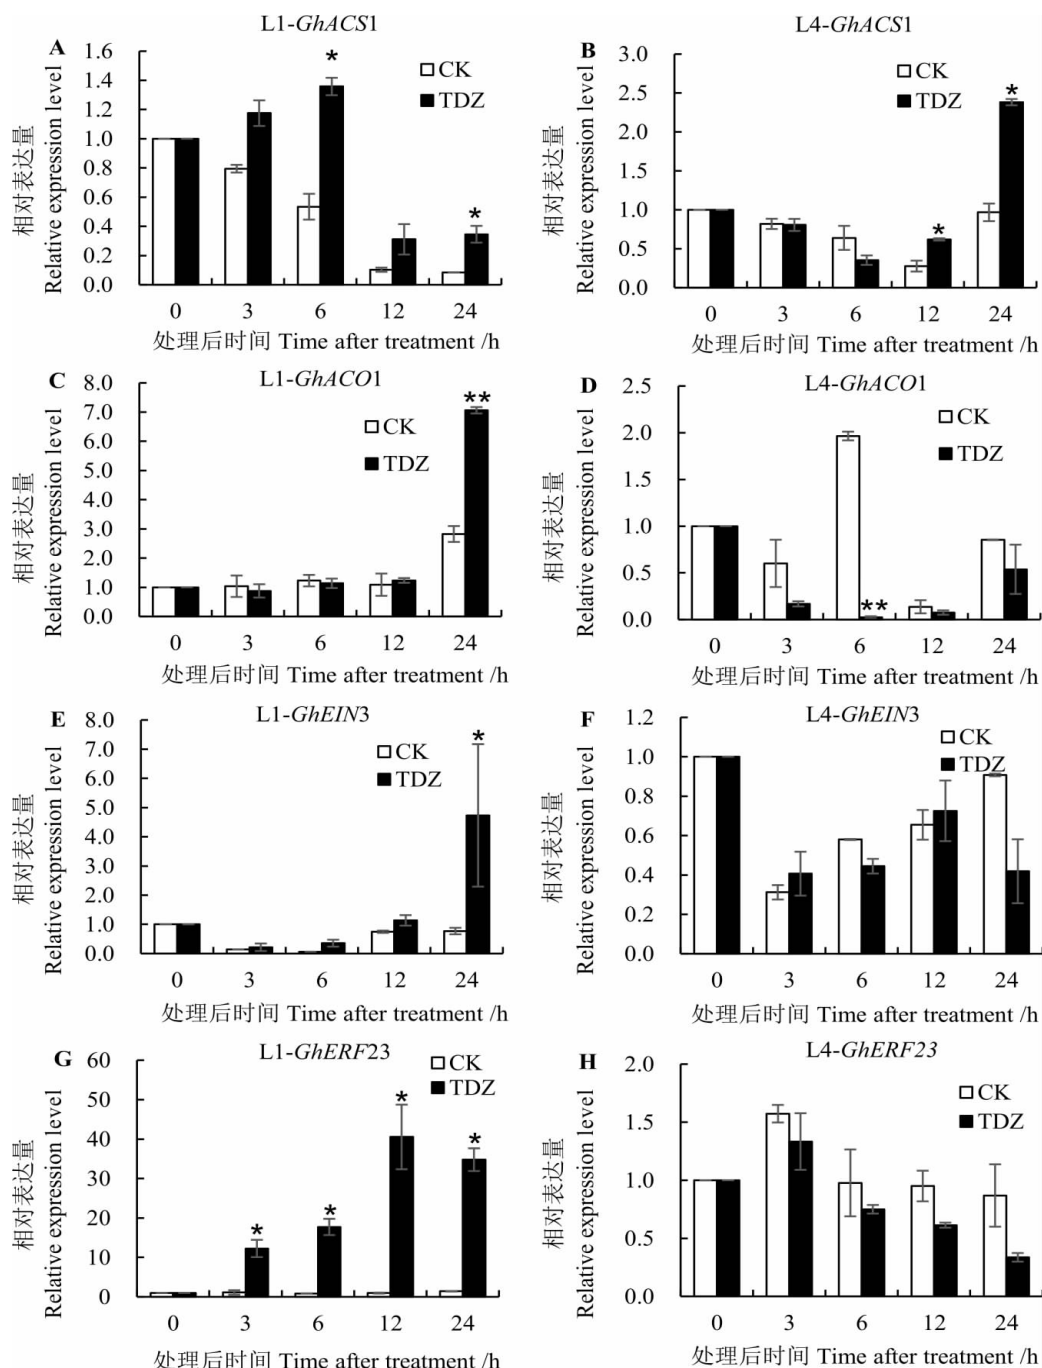 L1-GhACS1
A
相对表达量
Relative expression level
1.6
1.4
1.2
1.0
0.8
0.6
0.4
0.2
0.0
CK
TDZ
*
*
0 3 6 12 24
处理后时间 Time after treatment /h
L4-GhACS1
B
相对表达量
Relative expression level
3.0
2.5
2.0
1.5
1.0
0.5
0.0
CK
TDZ
*
*
0 3 6 12 24
处理后时间 Time after treatment /h
L1-GhACO1
C
相对表达量
Relative expression level
8.0
7.0
6.0
5.0
4.0
3.0
2.0
1.0
0.0
CK
TDZ
**
0 3 6 12 24
处理后时间 Time after treatment /h
L4-GhACO1
D
相对表达量
Relative expression level
2.5
2.0
1.5
1.0
0.5
0.0
CK
TDZ
**
0 3 6 12 24
处理后时间 Time after treatment /h
L1-GhEIN3
E
相对表达量
Relative expression level
8.0
7.0
6.0
5.0
4.0
3.0
2.0
1.0
0.0
CK
TDZ
*
0 3 6 12 24
处理后时间 Time after treatment /h
L4-GhEIN3
F
相对表达量
Relative expression level
1.2
1.0
0.8
0.6
0.4
0.2
0.0
CK
TDZ
0 3 6 12 24
处理后时间 Time after treatment /h
L1-GhERF23
G
相对表达量
Relative expression level
60
50
40
30
20
10
0
CK
TDZ
*
*
*
*
0 3 6 12 24
处理后时间 Time after treatment /h
L4-GhERF23
H
相对表达量
Relative expression level
2.0
1.5
1.0
0.5
0.0
CK
TDZ
0 3 6 12 24
处理后时间 Time after treatment /h